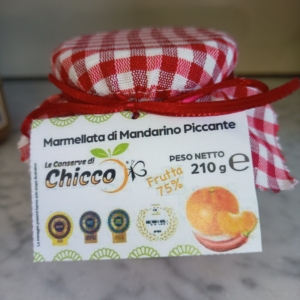 Marmellata di Mandarino Piccante
Le Conserve di
Chicco
PESO NETTO
210 g e
Frutta
75%